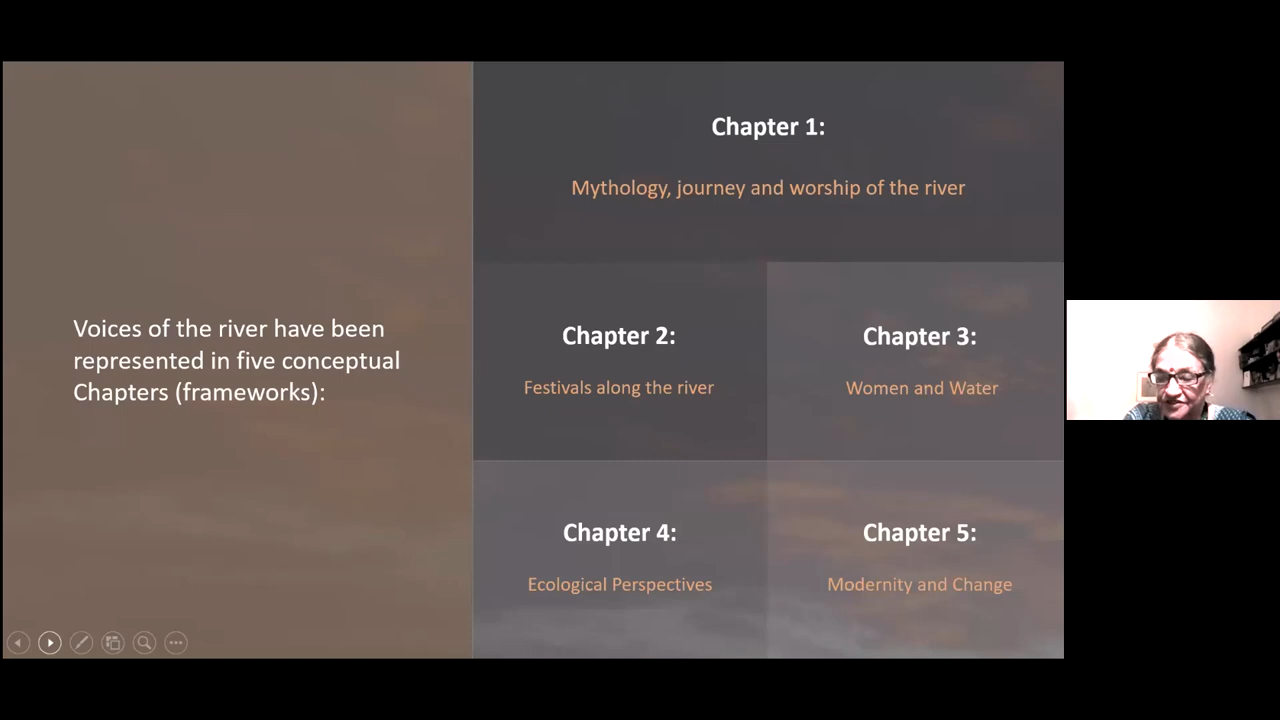 Voices of the river have been
represented in five conceptual
Chapters (frameworks):
Chapter 1:
Mythology, journey and worship of the river
Chapter 2:
Festivals along the river
Chapter 3:
Women and Water
Chapter 4:
Ecological Perspectives
Chapter 5:
Modernity and Change